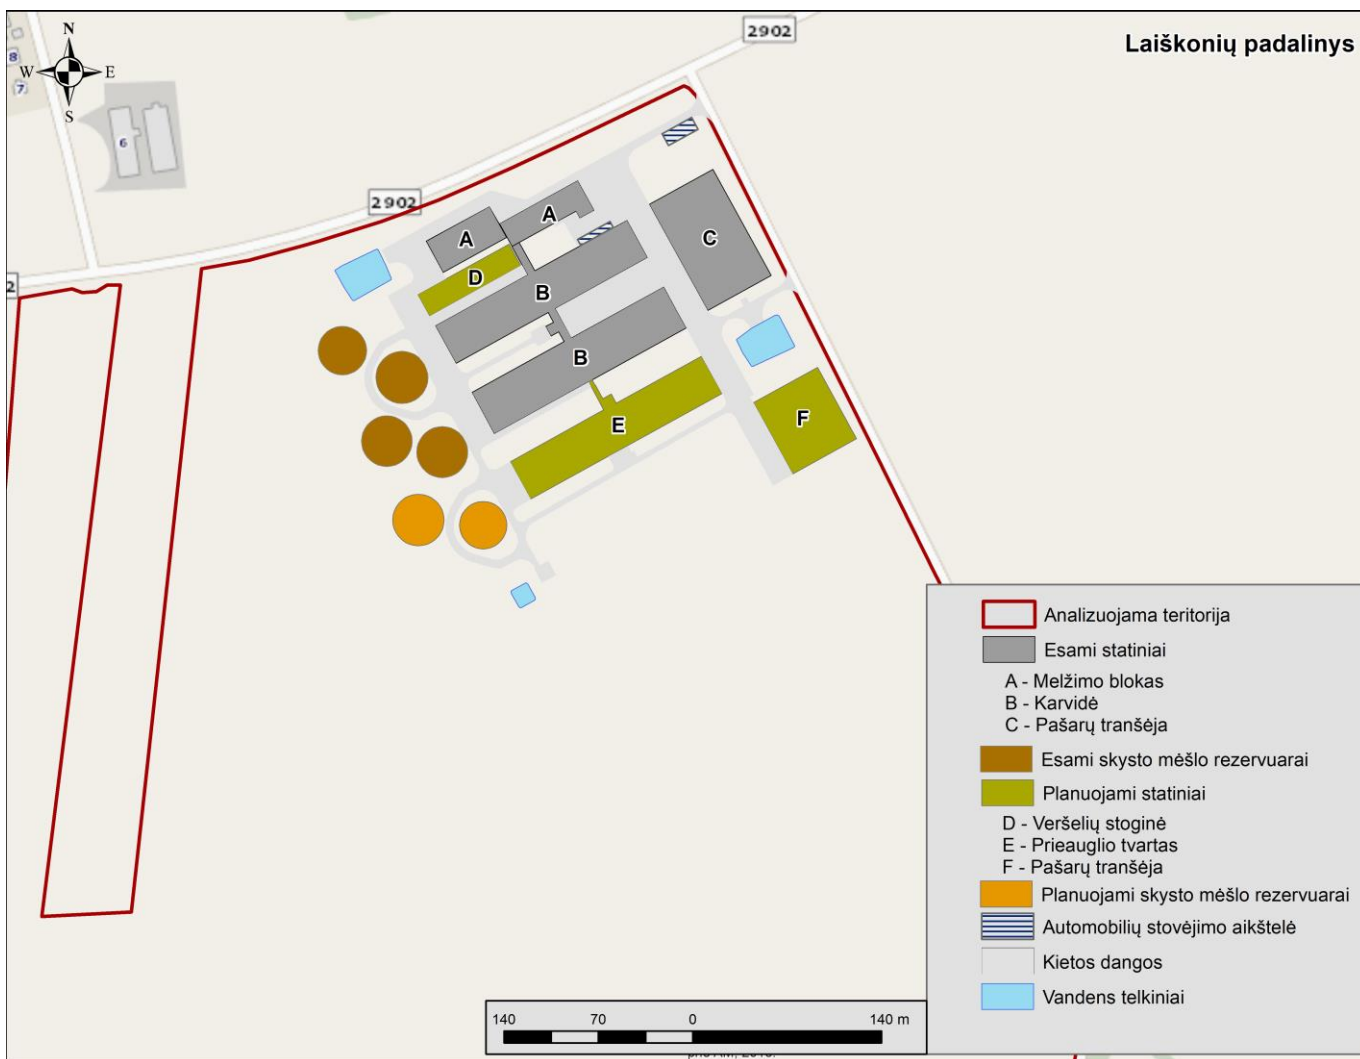 2902
Laiškonių padalinys
N
W E
S
8
7
6
2902
A
A
C
D
B
B
E
F
2
Analizuojama teritorija
Esami statiniai
A - Melžimo blokas
B - Karvidė
C - Pašarų tranšėja
Esami skysto mėšlo rezervuarai
Planuojami statiniai
D - Veršelių stoginė
E - Prieauglio tvartas
F - Pašarų tranšėja
Planuojami skysto mėšlo rezervuarai
Automobilių stovėjimo aikštelė
Kietos dangos
Vandens telkiniai
140 70 0 140 m